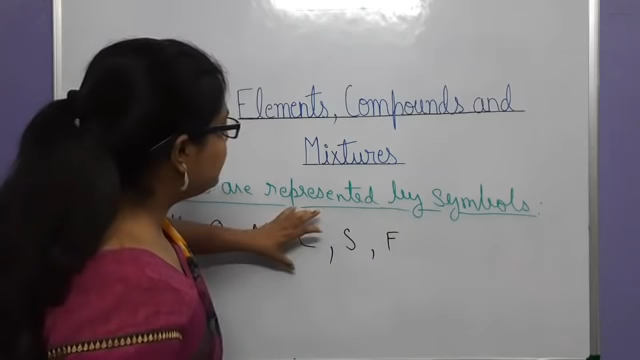 Elements, Compounds and
Mixtures
are represented by symbols:
C, S, F